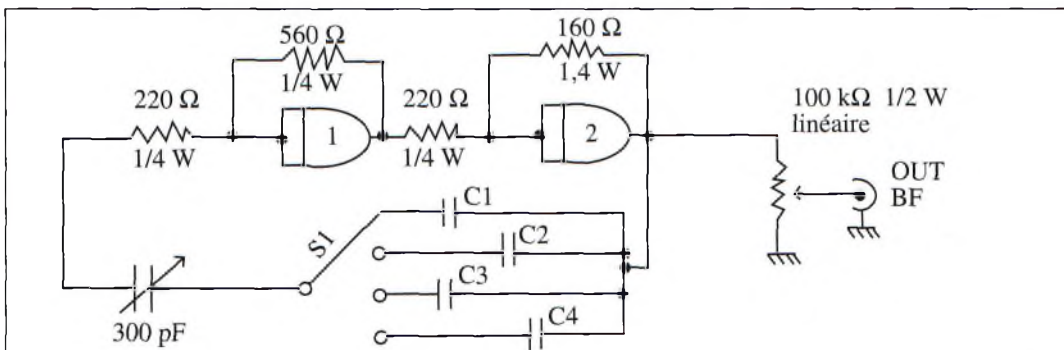 560 Ω
1/4 W
160 Ω
1,4 W
220 Ω
1/4 W
1
220 Ω
1/4 W
2
100 kΩ 1/2 W
linéaire
OUT
BF
S1
C1
C2
C3
C4
300 pF